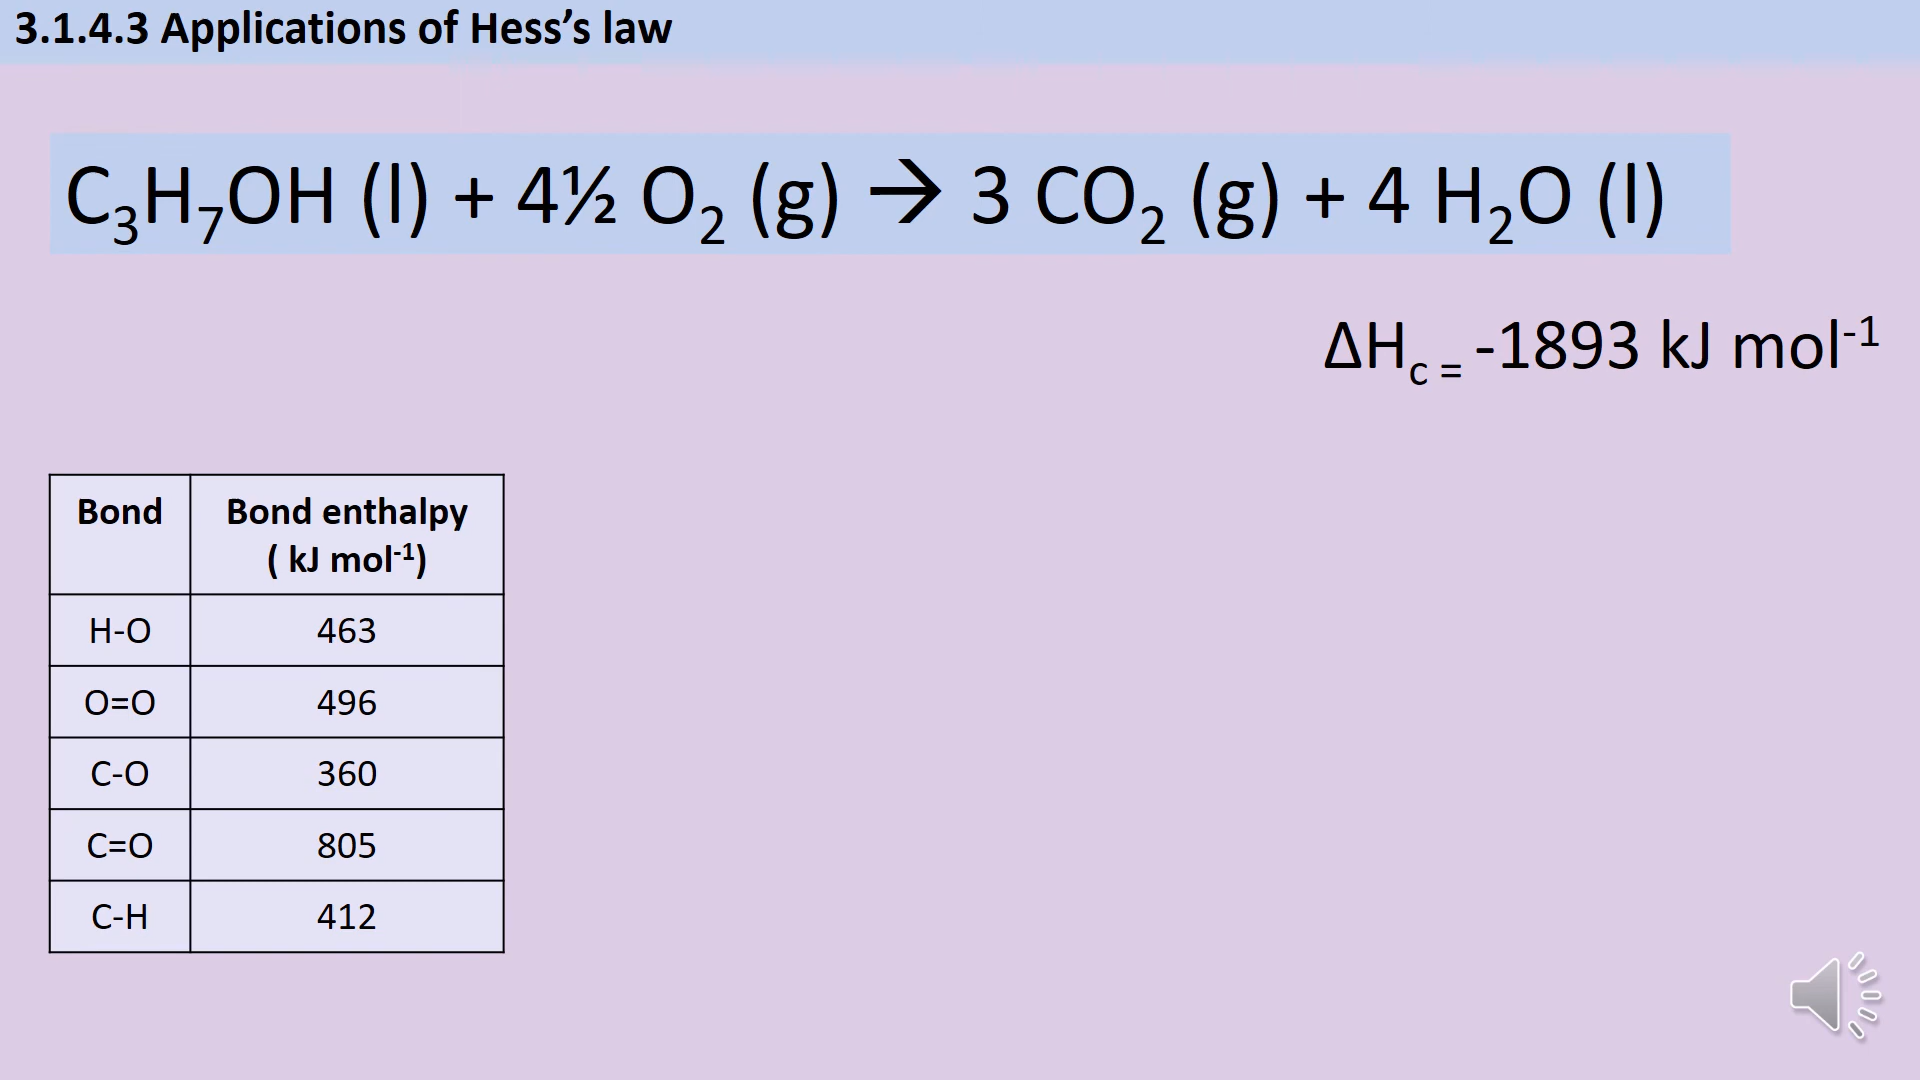 3.1.4.3 Applications of Hess’s law
C₃H₇OH (l) + 4½ O₂ (g) → 3 CO₂ (g) + 4 H₂O (l)
ΔH꜀ ₌ -1893 kJ mol⁻¹
Bond Bond enthalpy
( kJ mol⁻¹)
H-O 463
O=O 496
C-O 360
C=O 805
C-H 412